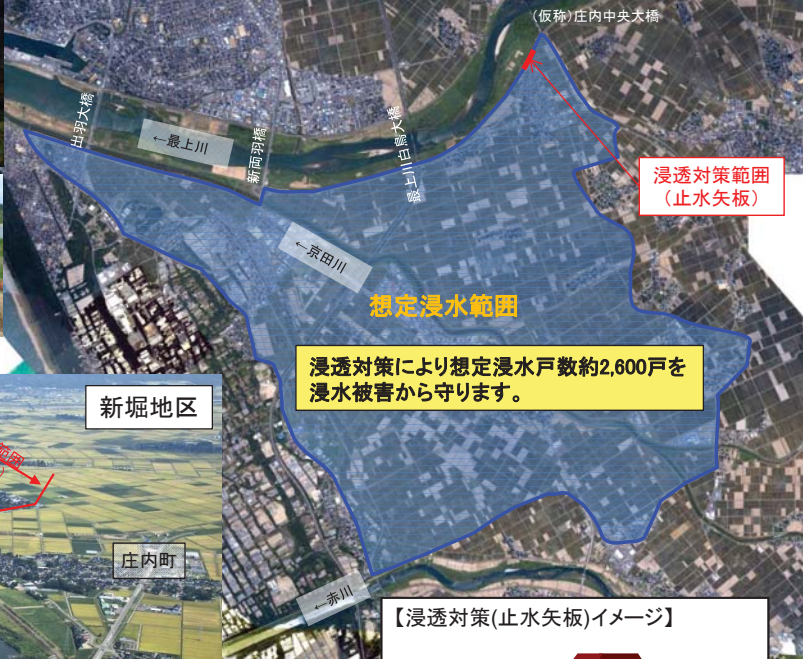 (仮称)庄内中央大橋
出羽大橋
←最上川
新両羽橋
最上川白鳥大橋
浸透対策範囲
(止水矢板)
←京田川
想定浸水範囲
浸透対策により想定浸水戸数約2,600戸を
浸水被害から守ります。
新堀地区
庄内町
←赤川
【浸透対策(止水矢板)イメージ】